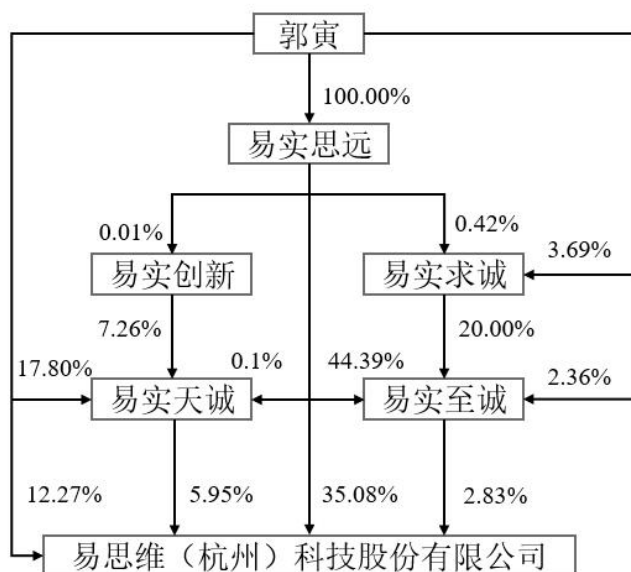 郭寅
100.00%
易实思远
0.01%
0.42%
易实创新
易实求诚
3.69%
7.26%
20.00%
17.80%
0.1%
44.39%
2.36%
易实天诚
易实至诚
12.27%
5.95%
35.08%
2.83%
易思维（杭州）科技股份有限公司